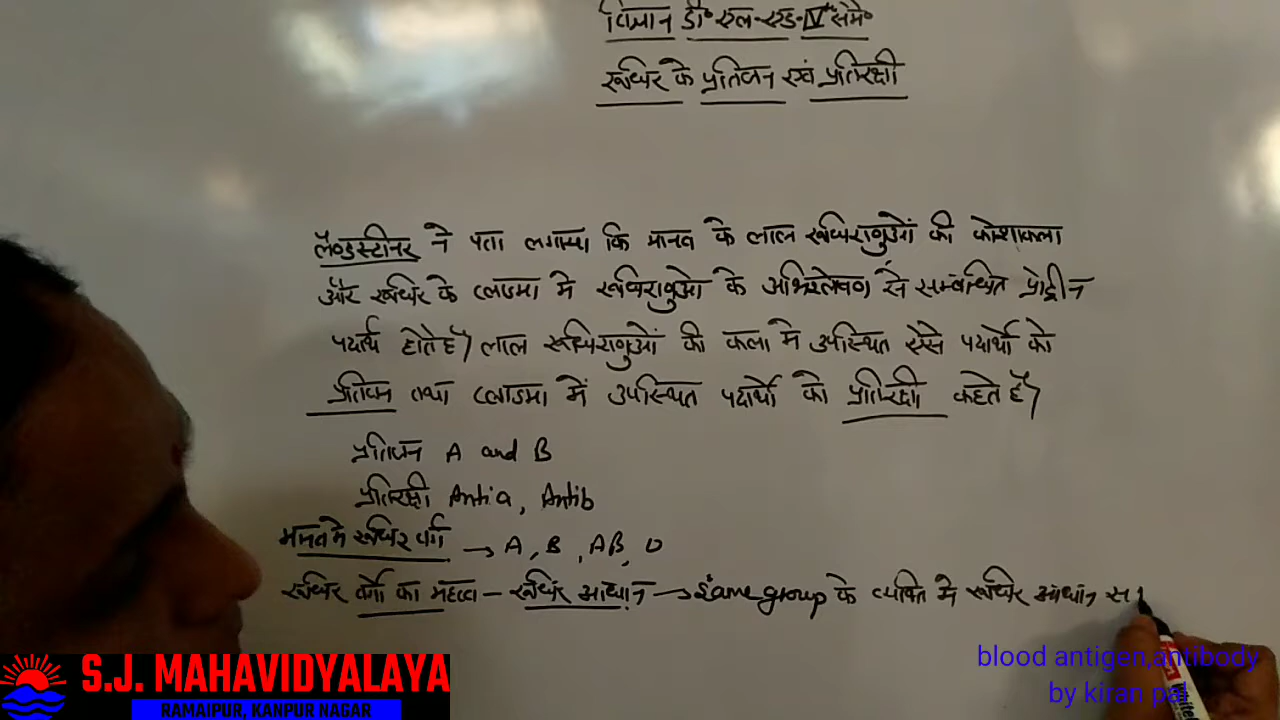 विज्ञान डी० एल-एड-IV सेमे०
रूधिर के प्रतिजन एवं प्रतिरक्षी
लैण्डस्टीनर ने पता लगाया कि मानव के लाल रूधिराणुओं की कोशाकला
और रूधिर के प्लाज्मा मे रूधिराणुओ के अभिश्लेषण से सम्बंधित प्रोटीन
पदार्थ होते है। लाल रूधिराणुओं की कला मे उपस्थित ऐसे पदार्थो को
प्रतिजन तथा प्लाज्मा में उपस्थित पदार्थो को प्रतिरक्षी कहते है।
प्रतिजन A and B
प्रतिरक्षी Anti a, Anti b
मानव मे रूधिर वर्ग → A, B, AB, O
रूधिर वर्गो का महत्व – रूधिर आधान → Same group के व्यक्ति मे रूधिर आधान
S.J. MAHAVIDYALAYA
RAMAIPUR, KANPUR NAGAR
blood antigen,antibody
by kiran pal